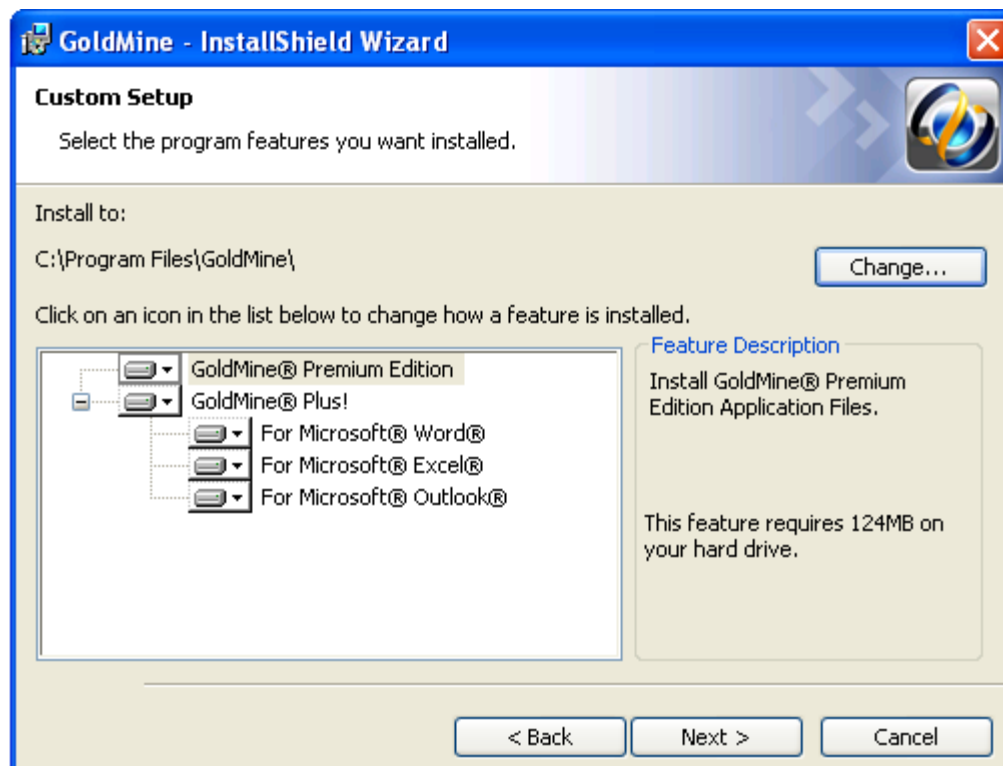 GoldMine - InstallShield Wizard
Custom Setup
Select the program features you want installed.
Install to:
C:\Program Files\GoldMine\
Change...
Click on an icon in the list below to change how a feature is installed.
GoldMine® Premium Edition
GoldMine® Plus!
For Microsoft® Word®
For Microsoft® Excel®
For Microsoft® Outlook®
Feature Description
Install GoldMine® Premium
Edition Application Files.
This feature requires 124MB on
your hard drive.
< Back
Next >
Cancel